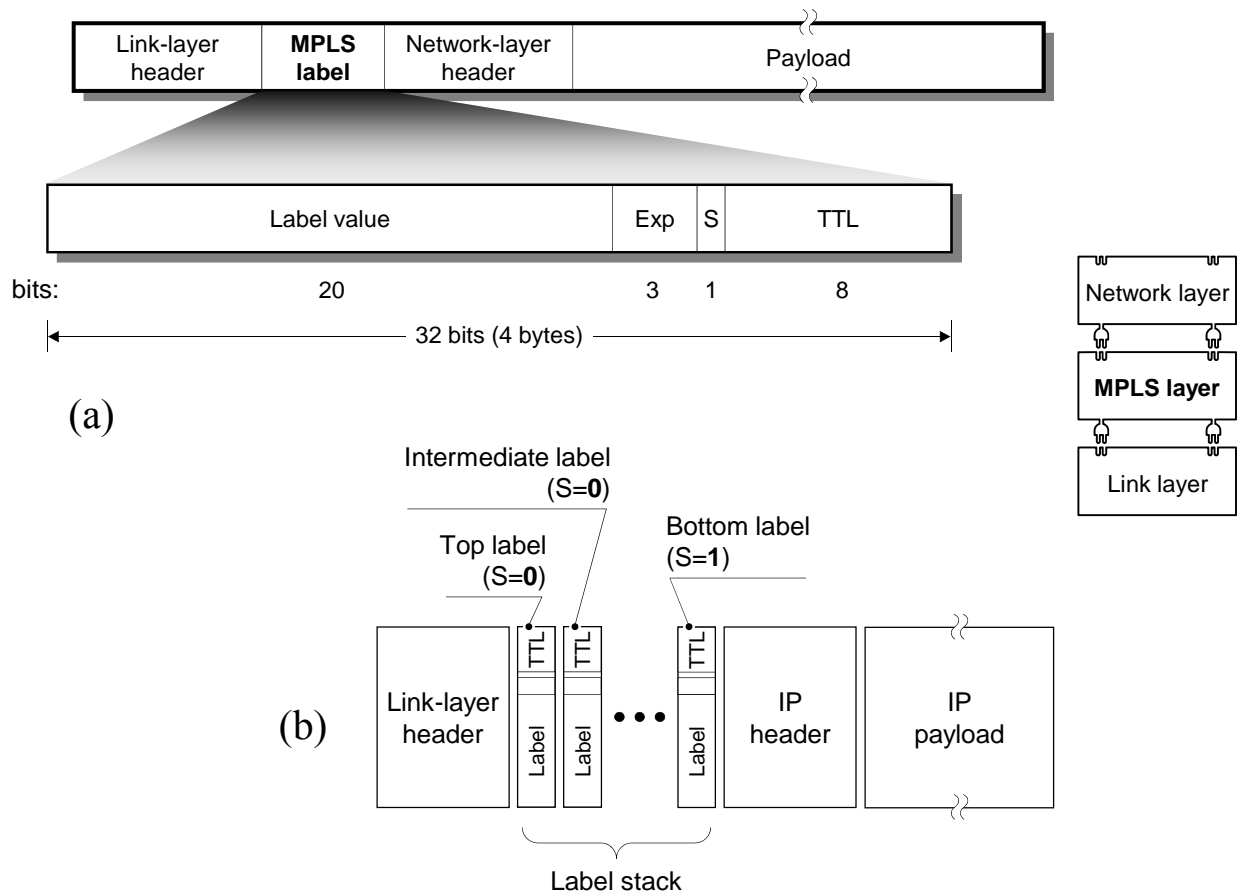 Link-layer
header
MPLS
label
Network-layer
header
Payload
Label value
Exp
S
TTL
bits:
20
3
1
8
32 bits (4 bytes)
(a)
Network layer
MPLS layer
Link layer
Intermediate label
(S=0)
Top label
(S=0)
Bottom label
(S=1)
(b)
Link-layer
header
TTL
Label
TTL
Label
TTL
Label
IP
header
IP
payload
Label stack